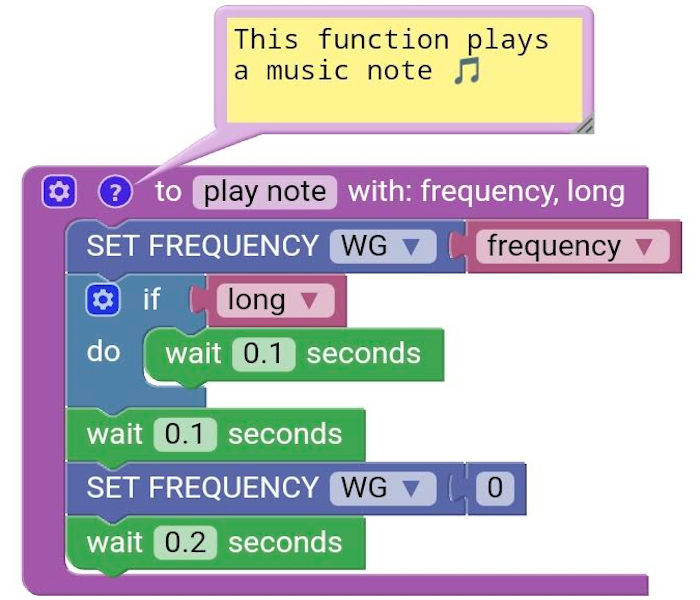 This function plays
a music note 🎵
? to play note with: frequency, long
SET FREQUENCY WG ▼ frequency ▼
if long ▼
do wait 0.1 seconds
wait 0.1 seconds
SET FREQUENCY WG ▼ 0
wait 0.2 seconds